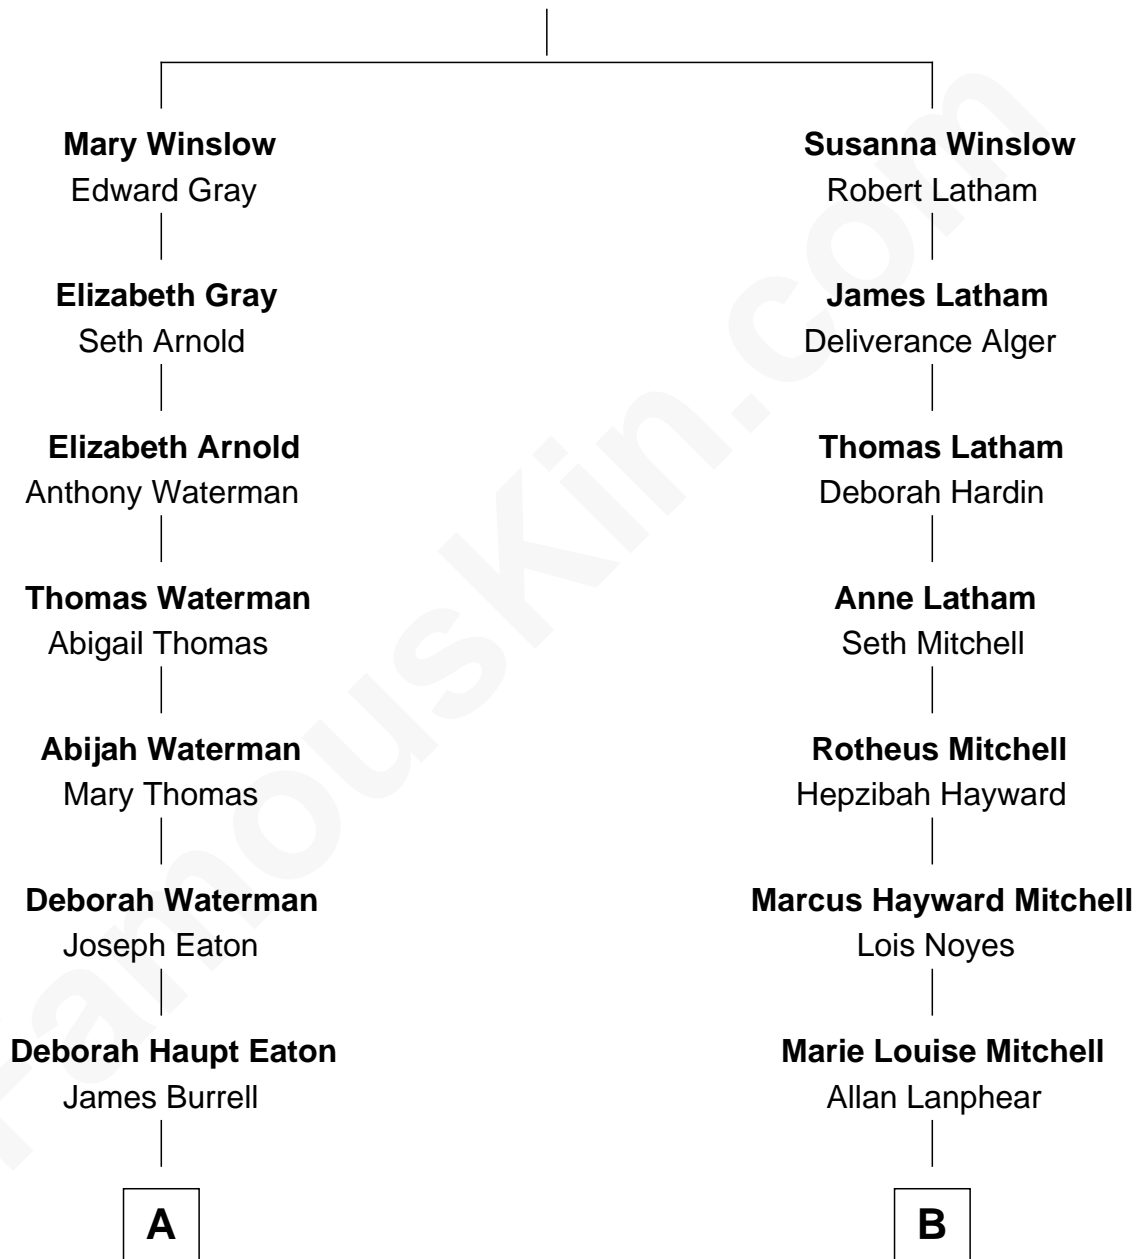 Mary Winslow
Edward Gray
Elizabeth Gray
Seth Arnold
Elizabeth Arnold
Anthony Waterman
Thomas Waterman
Abigail Thomas
Abijah Waterman
Mary Thomas
Deborah Waterman
Joseph Eaton
Deborah Haupt Eaton
James Burrell
A
Susanna Winslow
Robert Latham
James Latham
Deliverance Alger
Thomas Latham
Deborah Hardin
Anne Latham
Seth Mitchell
Rotheus Mitchell
Hepzibah Hayward
Marcus Hayward Mitchell
Lois Noyes
Marie Louise Mitchell
Allan Lanphear
B
FamousKin.com